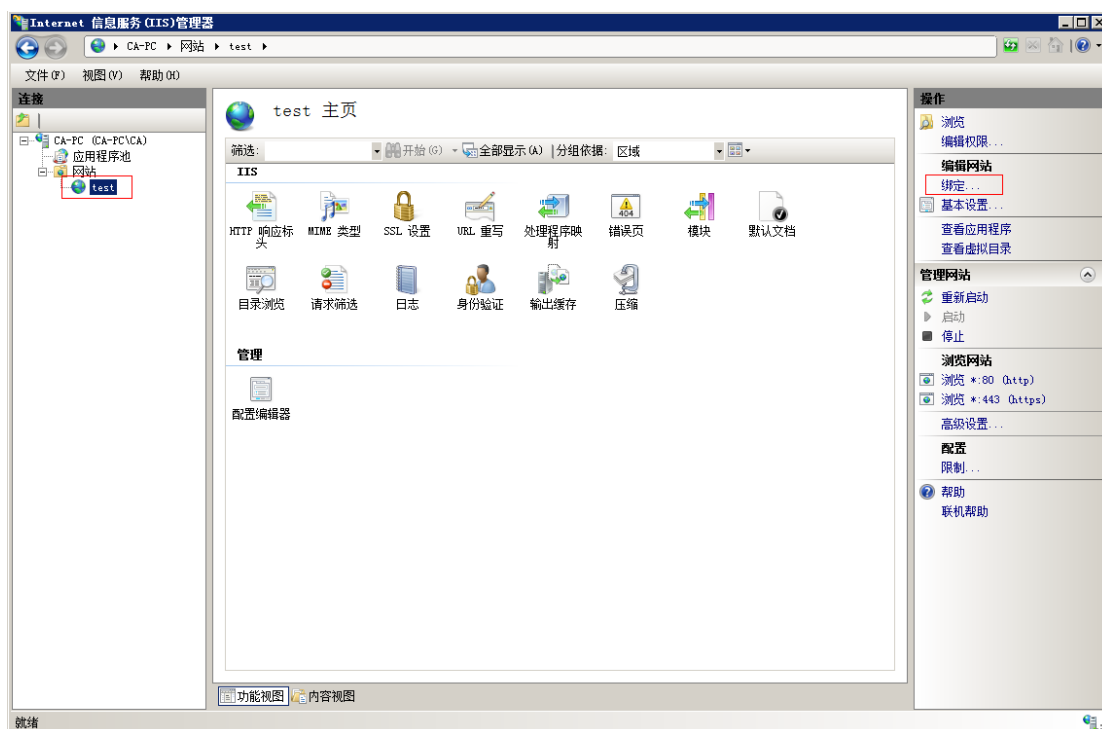 Internet 信息服务(IIS)管理器
CA-PC 网站 test
文件(F) 视图(V) 帮助(H)
连接
CA-PC (CA-PC\CA)
应用程序池
网站
test
test 主页
筛选: 开始(G) 全部显示(A) | 分组依据: 区域
IIS
HTTP 响应标头 MIME 类型 SSL 设置 URL 重写 处理程序映射 错误页 模块 默认文档
404
目录浏览 请求筛选 日志 身份验证 输出缓存 压缩
管理
配置编辑器
功能视图 内容视图
操作
浏览
编辑权限...
编辑网站
绑定...
基本设置...
查看应用程序
查看虚拟目录
管理网站
重新启动
启动
停止
浏览网站
浏览 *:80 (http)
浏览 *:443 (https)
高级设置...
配置
限制...
帮助
联机帮助
就绪